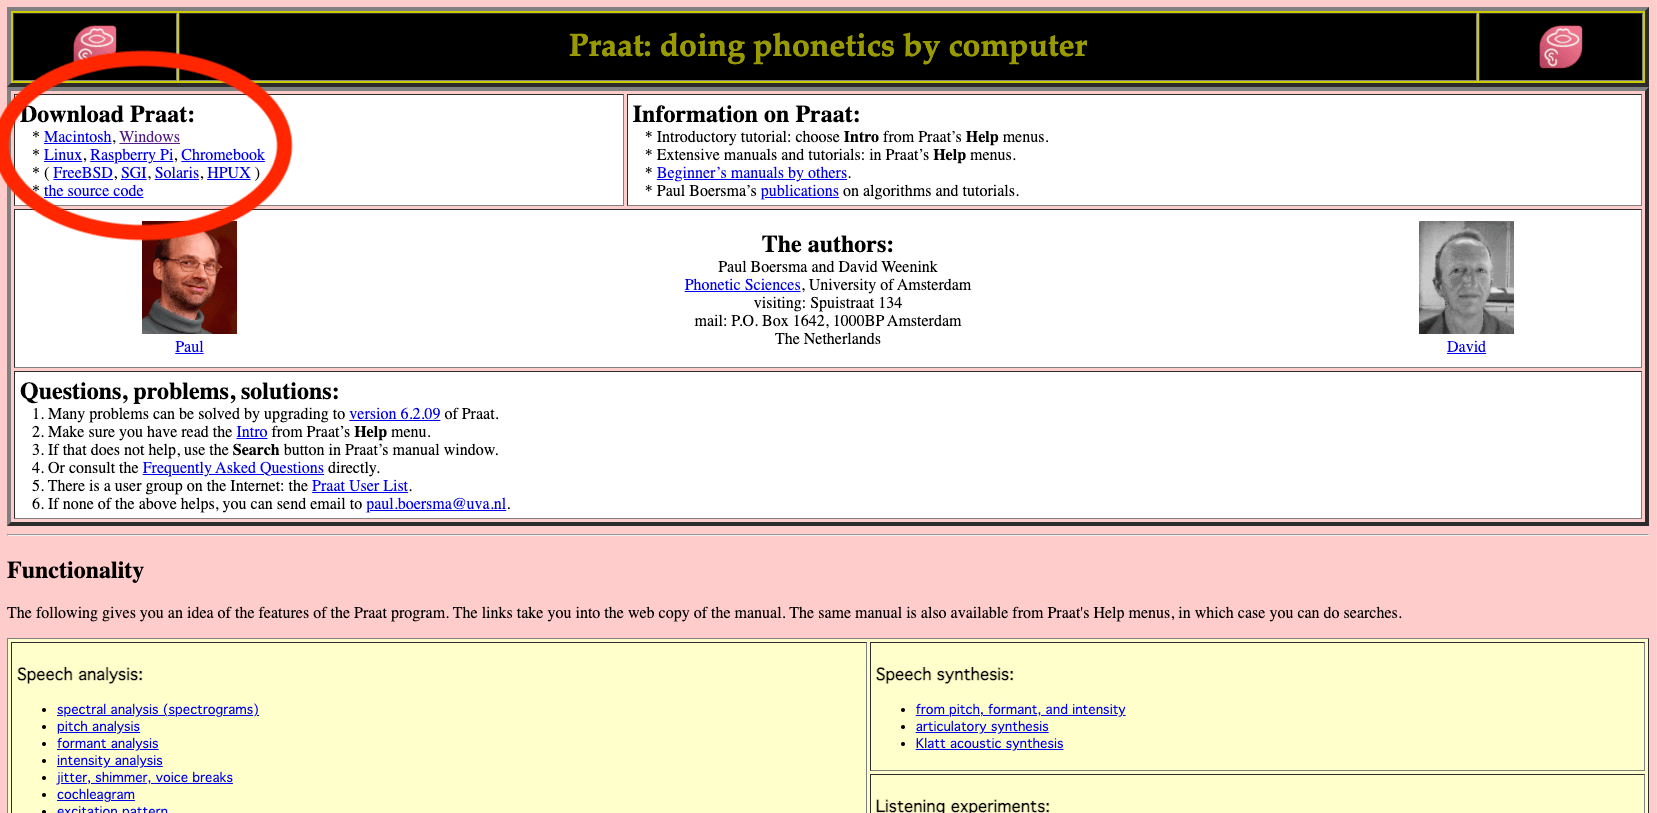 Praat: doing phonetics by computer
Download Praat:
* Macintosh, Windows
* Linux, Raspberry Pi, Chromebook
* ( FreeBSD, SGI, Solaris, HPUX )
* the source code
Information on Praat:
* Introductory tutorial: choose Intro from Praat’s Help menus.
* Extensive manuals and tutorials: in Praat’s Help menus.
* Beginner’s manuals by others.
* Paul Boersma’s publications on algorithms and tutorials.
Paul
The authors:
Paul Boersma and David Weenink
Phonetic Sciences, University of Amsterdam
visiting: Spuistraat 134
mail: P.O. Box 1642, 1000BP Amsterdam
The Netherlands
David
Questions, problems, solutions:
1. Many problems can be solved by upgrading to version 6.2.09 of Praat.
2. Make sure you have read the Intro from Praat’s Help menu.
3. If that does not help, use the Search button in Praat’s manual window.
4. Or consult the Frequently Asked Questions directly.
5. There is a user group on the Internet: the Praat User List.
6. If none of the above helps, you can send email to paul.boersma@uva.nl.
Functionality
The following gives you an idea of the features of the Praat program. The links take you into the web copy of the manual. The same manual is also available from Praat's Help menus, in which case you can do searches.
Speech analysis:
• spectral analysis (spectrograms)
• pitch analysis
• formant analysis
• intensity analysis
• jitter, shimmer, voice breaks
• cochleagram
• excitation pattern
Speech synthesis:
• from pitch, formant, and intensity
• articulatory synthesis
• Klatt acoustic synthesis
Listening experiments: